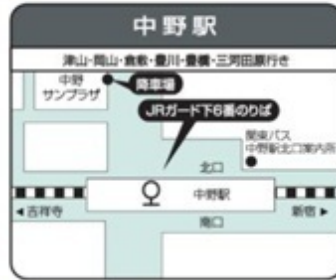 中野駅
津山・岡山・倉敷・豊川・豊橋・三河田原行き
中野
サンプラザ
降車場
JRガード下6番のりば
関東バス
中野駅北口案内所
北口
中野駅
◀吉祥寺
南口
新宿▶